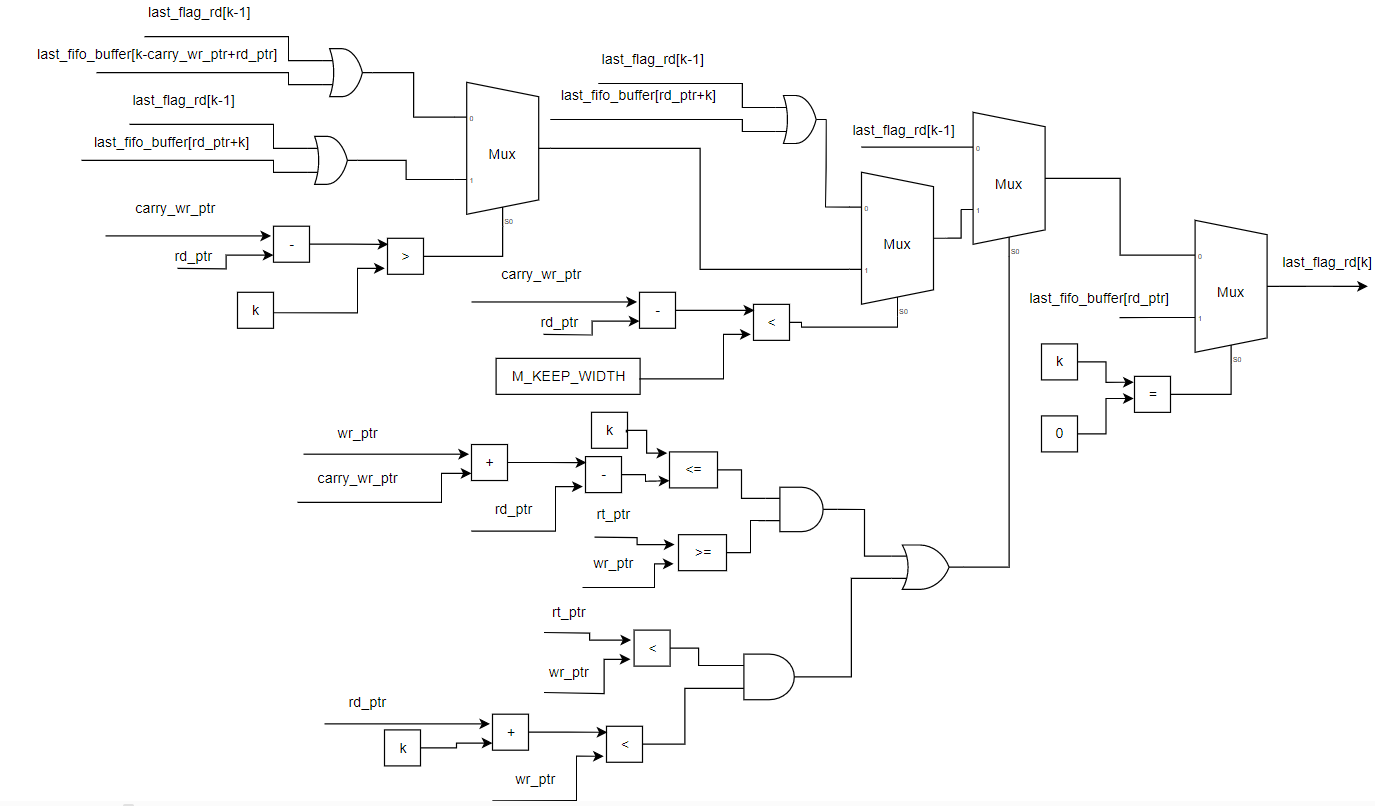 last_flag_rd[k-1]
last_fifo_buffer[k-carry_wr_ptr+rd_ptr]
last_flag_rd[k-1]
last_fifo_buffer[rd_ptr+k]
0
Mux
1
S0
carry_wr_ptr
rd_ptr
-
>
k
last_flag_rd[k-1]
last_fifo_buffer[rd_ptr+k]
0
Mux
1
S0
carry_wr_ptr
rd_ptr
-
<
M_KEEP_WIDTH
last_flag_rd[k-1]
0
Mux
1
S0
last_fifo_buffer[rd_ptr]
0
Mux
1
S0
last_flag_rd[k]
k
0
=
wr_ptr
carry_wr_ptr
+
rd_ptr
-
k
<=
rt_ptr
wr_ptr
>=
rt_ptr
wr_ptr
<
rd_ptr
k
+
wr_ptr
<